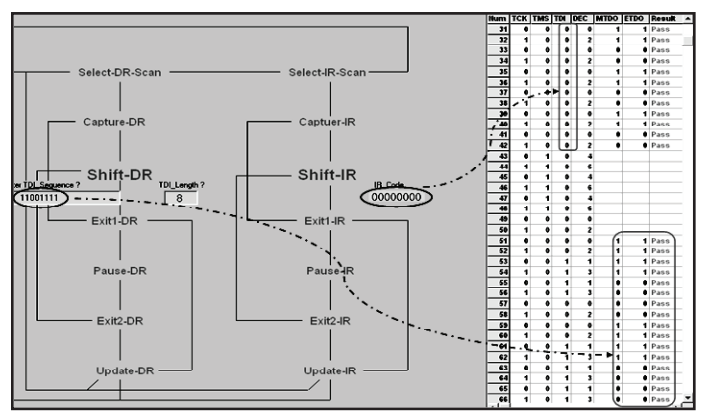 Select-DR-Scan Select-IR-Scan
Capture-DR Captuer-IR
Shift-DR Shift-IR
TDI_Sequence ? TDI_Length ? IR_Code
11001111 8 00000000
Exit1-DR Exit1-IR
Pause-DR Pause-IR
Exit2-DR Exit2-IR
Update-DR Update-IR
Num TCK TMS TDI DEC MTDO ETDO Result
31 0 0 0 0 1 1 Pass
32 1 0 0 2 1 1 Pass
33 0 0 0 0 0 0 Pass
34 1 0 0 2 0 0 Pass
35 0 0 0 0 1 1 Pass
36 1 0 0 2 1 1 Pass
37 0 0 0 0 0 0 Pass
38 1 0 0 2 0 0 Pass
39 0 0 0 0 1 1 Pass
40 1 0 0 2 1 1 Pass
41 0 0 0 0 0 0 Pass
42 1 0 0 2 0 0 Pass
43 0 1 0 4
44 1 1 0 6
45 0 1 0 4
46 1 1 0 6
47 0 1 0 4
48 1 1 0 6
49 0 0 0 0
50 1 0 0 2
51 0 0 0 0 1 1 Pass
52 1 0 0 2 1 1 Pass
53 0 0 1 1 1 1 Pass
54 1 0 1 3 1 1 Pass
55 0 0 1 1 0 0 Pass
56 1 0 1 3 0 0 Pass
57 0 0 0 0 0 0 Pass
58 1 0 0 2 0 0 Pass
59 0 0 0 0 1 1 Pass
60 1 0 0 2 1 1 Pass
61 0 0 1 1 1 1 Pass
62 1 0 1 3 1 1 Pass
63 0 0 1 1 0 0 Pass
64 1 0 1 3 0 0 Pass
65 0 0 1 1 0 0 Pass
66 1 0 1 3 0 0 Pass